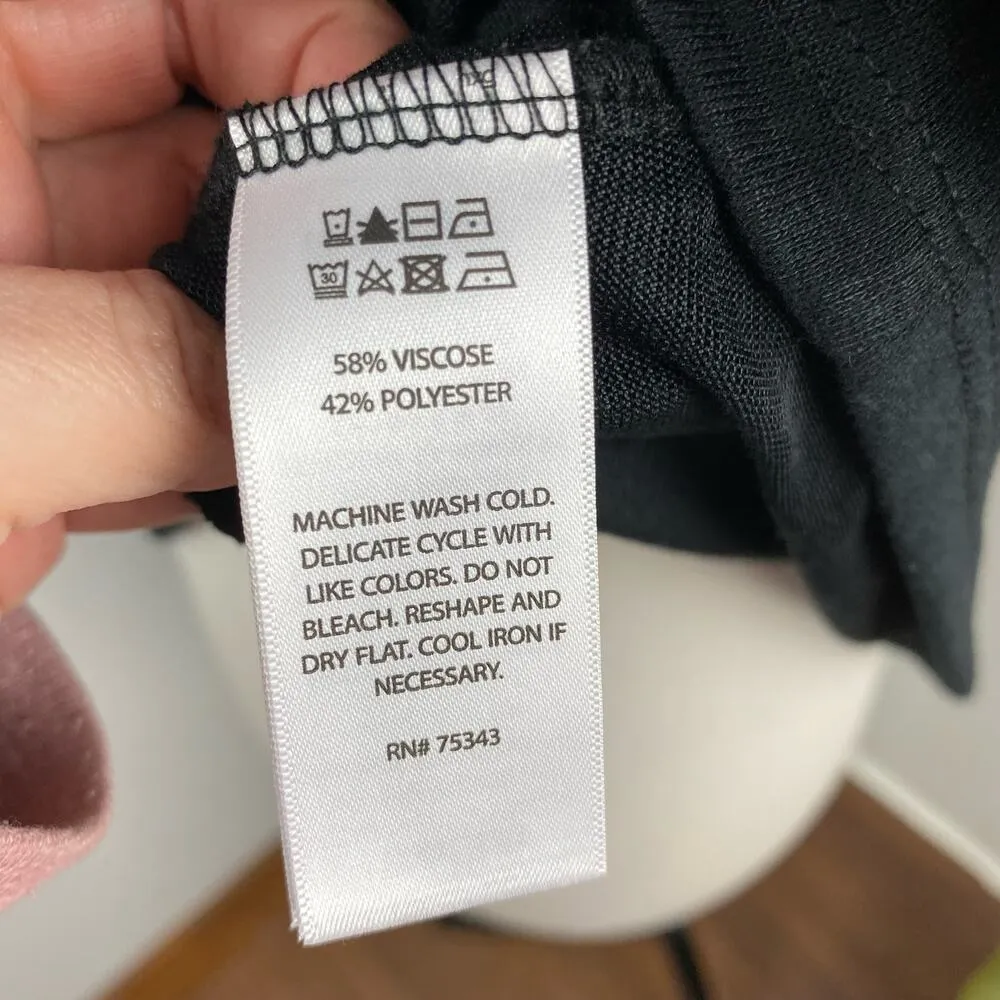 30
58% VISCOSE
42% POLYESTER
MACHINE WASH COLD.
DELICATE CYCLE WITH
LIKE COLORS. DO NOT
BLEACH. RESHAPE AND
DRY FLAT. COOL IRON IF
NECESSARY.
RN# 75343